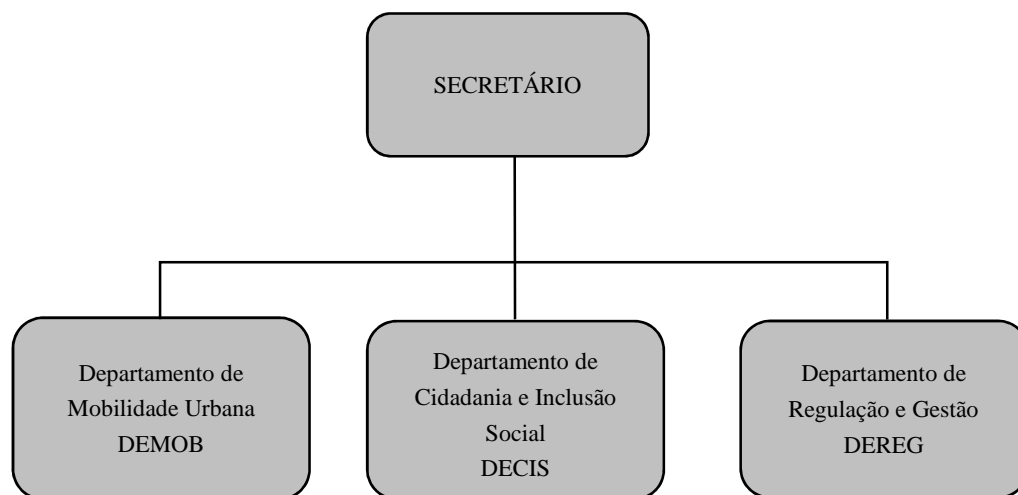 SECRETÁRIO
Departamento de
Mobilidade Urbana
DEMOB
Departamento de
Cidadania e Inclusão
Social
DECIS
Departamento de
Regulação e Gestão
DEREG